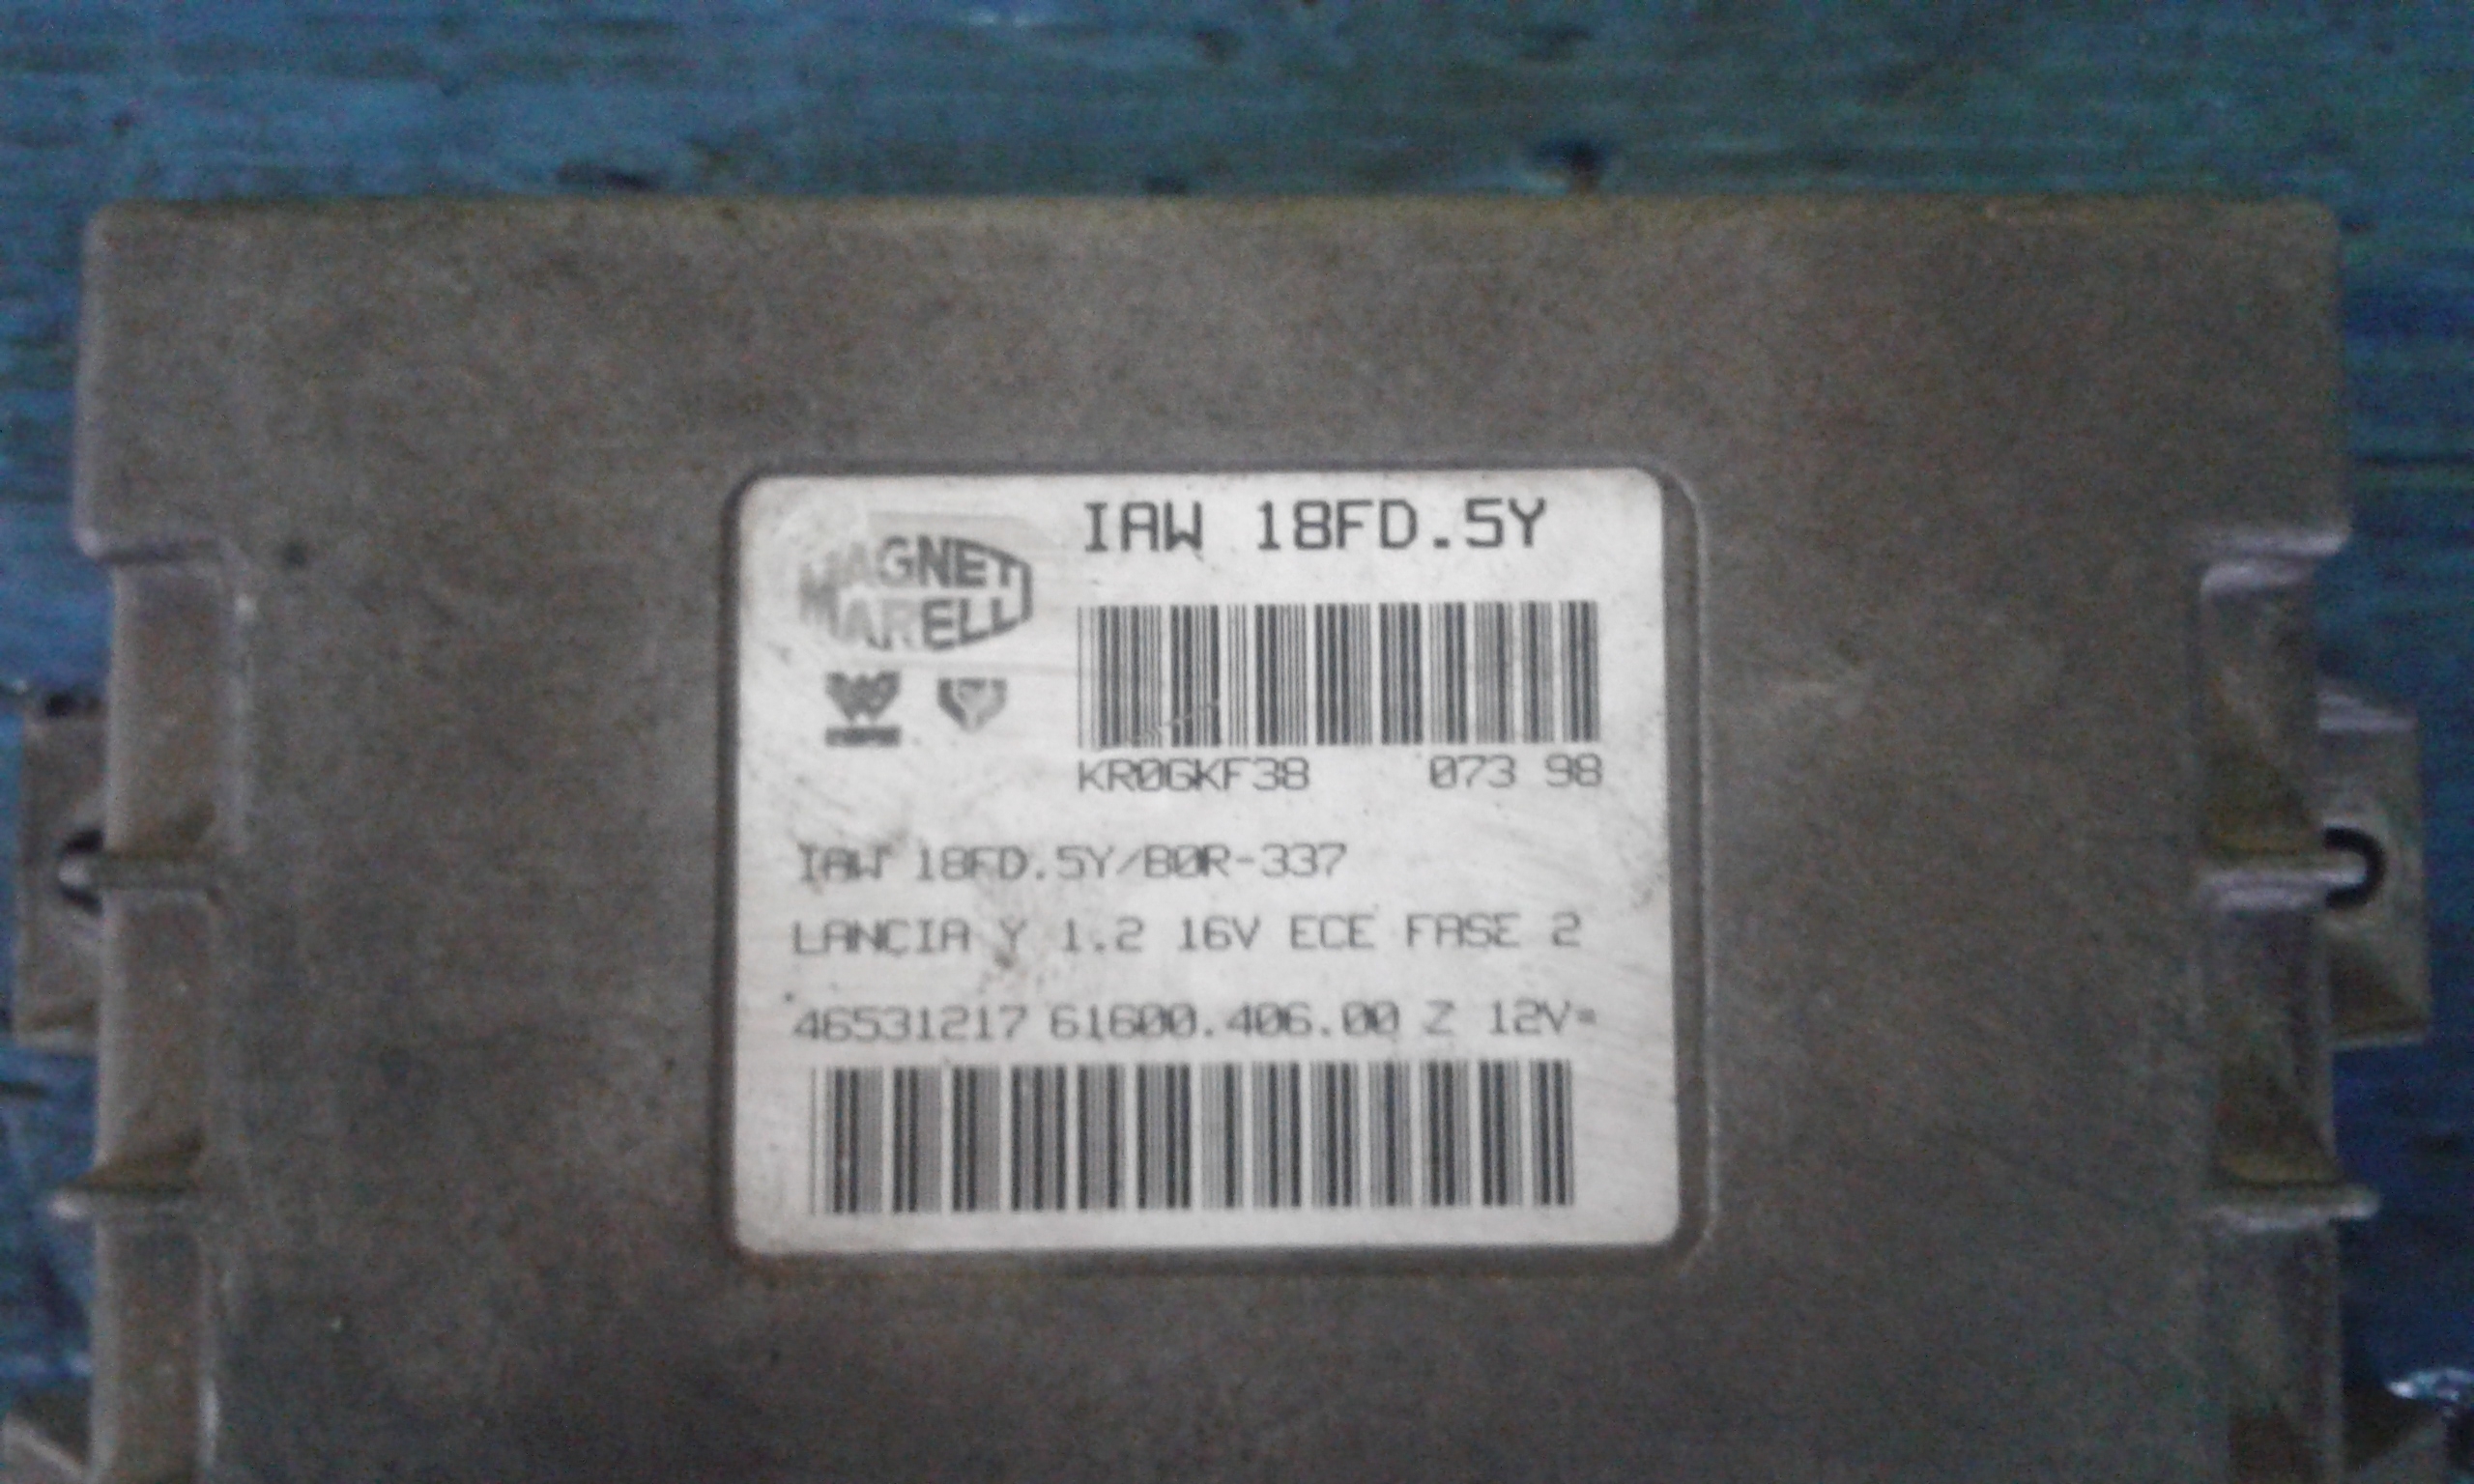 IAW 18FD.5Y
MAGNETI
MARELLI
KR0GKF38 073 98
IAW 18FD.5Y/B0R-337
LANCIA Y 1.2 16V ECE FASE 2
46531217 61600.406.00 Z 12V=